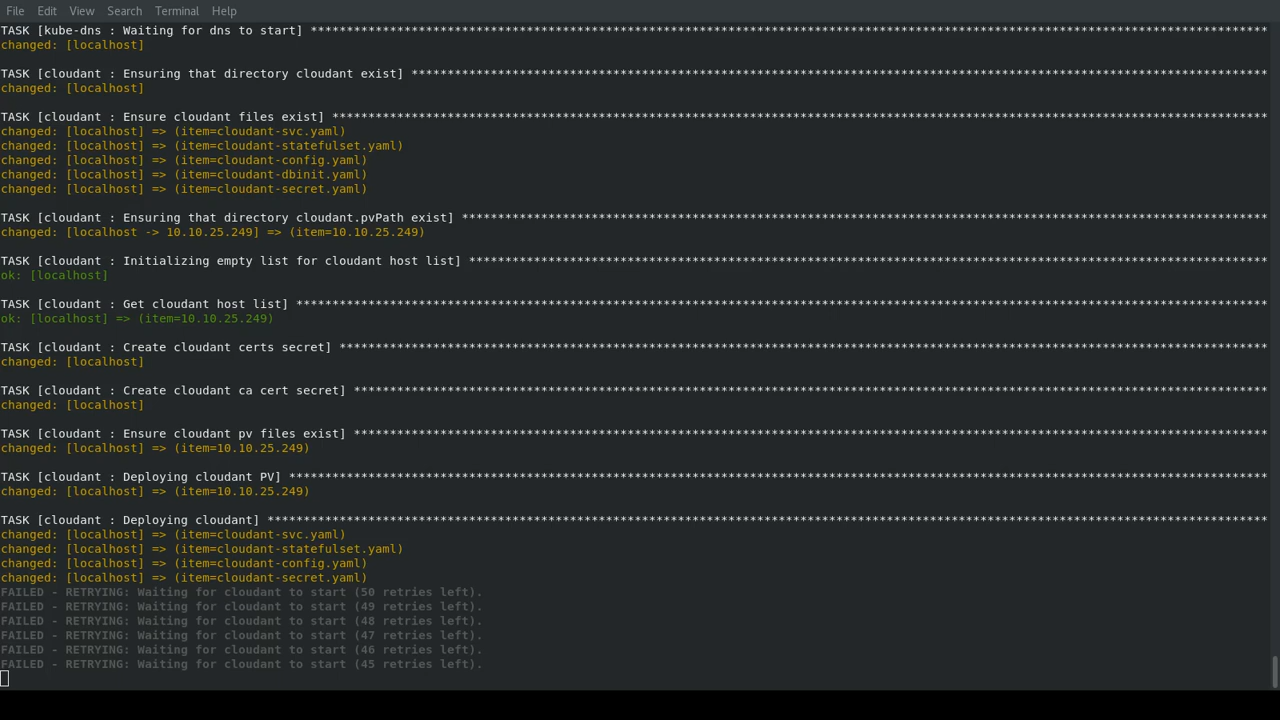 File Edit View Search Terminal Help
TASK [kube-dns : Waiting for dns to start] *************************************************************************************************************************************
changed: [localhost]
TASK [cloudant : Ensuring that directory cloudant exist] ***********************************************************************************************************************
changed: [localhost]
TASK [cloudant : Ensure cloudant files exist] **********************************************************************************************************************************
changed: [localhost] => (item=cloudant-svc.yaml)
changed: [localhost] => (item=cloudant-statefulset.yaml)
changed: [localhost] => (item=cloudant-config.yaml)
changed: [localhost] => (item=cloudant-dbinit.yaml)
changed: [localhost] => (item=cloudant-secret.yaml)
TASK [cloudant : Ensuring that directory cloudant.pvPath exist] ****************************************************************************************************************
changed: [localhost -> 10.10.25.249] => (item=10.10.25.249)
TASK [cloudant : Initializing empty list for cloudant host list] ***************************************************************************************************************
ok: [localhost]
TASK [cloudant : Get cloudant host list] ***************************************************************************************************************************************
ok: [localhost] => (item=10.10.25.249)
TASK [cloudant : Create cloudant certs secret] *********************************************************************************************************************************
changed: [localhost]
TASK [cloudant : Create cloudant ca cert secret] *******************************************************************************************************************************
changed: [localhost]
TASK [cloudant : Ensure cloudant pv files exist] *******************************************************************************************************************************
changed: [localhost] => (item=10.10.25.249)
TASK [cloudant : Deploying cloudant PV] ****************************************************************************************************************************************
changed: [localhost] => (item=10.10.25.249)
TASK [cloudant : Deploying cloudant] *******************************************************************************************************************************************
changed: [localhost] => (item=cloudant-svc.yaml)
changed: [localhost] => (item=cloudant-statefulset.yaml)
changed: [localhost] => (item=cloudant-config.yaml)
changed: [localhost] => (item=cloudant-secret.yaml)
FAILED - RETRYING: Waiting for cloudant to start (50 retries left).
FAILED - RETRYING: Waiting for cloudant to start (49 retries left).
FAILED - RETRYING: Waiting for cloudant to start (48 retries left).
FAILED - RETRYING: Waiting for cloudant to start (47 retries left).
FAILED - RETRYING: Waiting for cloudant to start (46 retries left).
FAILED - RETRYING: Waiting for cloudant to start (45 retries left).